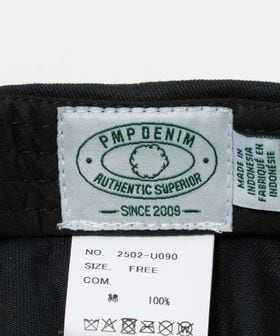 PMP DENIM
AUTHENTIC SUPERIOR
SINCE 2009
MADE IN
INDONESIA
FABRIQUÉ EN
INDONÉSIE
NO. 2502-U090
SIZE. FREE
COM.
綿 100%